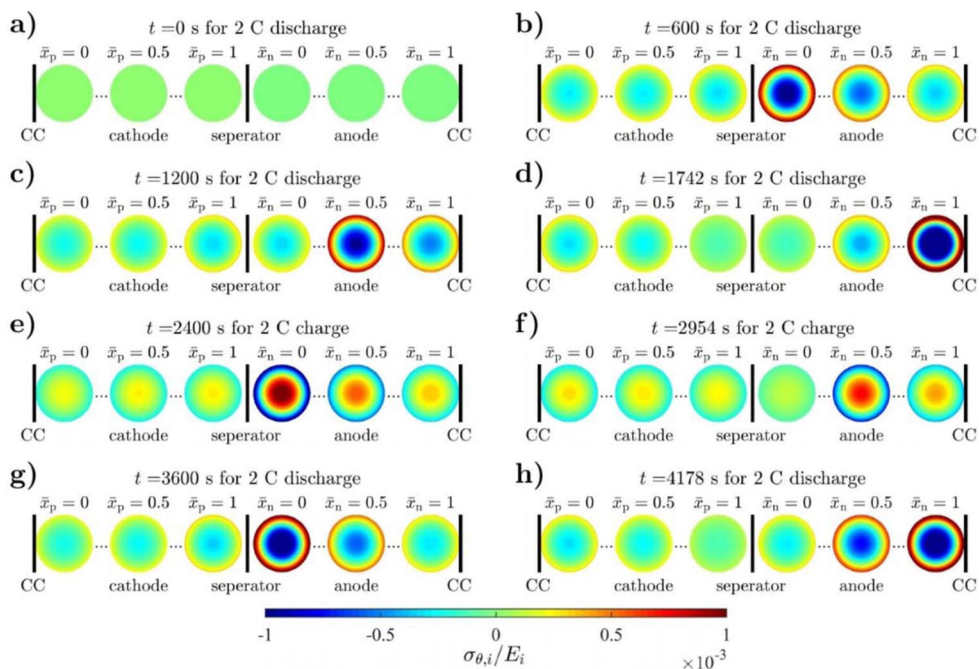 a)
t =0 s for 2 C discharge
x̄p = 0 x̄p = 0.5 x̄p = 1 x̄n = 0 x̄n = 0.5 x̄n = 1
... ... ... ...
CC cathode seperator anode CC
b)
t =600 s for 2 C discharge
x̄p = 0 x̄p = 0.5 x̄p = 1 x̄n = 0 x̄n = 0.5 x̄n = 1
... ... ... ...
CC cathode seperator anode CC
c)
t =1200 s for 2 C discharge
x̄p = 0 x̄p = 0.5 x̄p = 1 x̄n = 0 x̄n = 0.5 x̄n = 1
... ... ... ...
CC cathode seperator anode CC
d)
t =1742 s for 2 C discharge
x̄p = 0 x̄p = 0.5 x̄p = 1 x̄n = 0 x̄n = 0.5 x̄n = 1
... ... ... ...
CC cathode seperator anode CC
e)
t =2400 s for 2 C charge
x̄p = 0 x̄p = 0.5 x̄p = 1 x̄n = 0 x̄n = 0.5 x̄n = 1
... ... ... ...
CC cathode seperator anode CC
f)
t =2954 s for 2 C charge
x̄p = 0 x̄p = 0.5 x̄p = 1 x̄n = 0 x̄n = 0.5 x̄n = 1
... ... ... ...
CC cathode seperator anode CC
g)
t =3600 s for 2 C discharge
x̄p = 0 x̄p = 0.5 x̄p = 1 x̄n = 0 x̄n = 0.5 x̄n = 1
... ... ... ...
CC cathode seperator anode CC
h)
t =4178 s for 2 C discharge
x̄p = 0 x̄p = 0.5 x̄p = 1 x̄n = 0 x̄n = 0.5 x̄n = 1
... ... ... ...
CC cathode seperator anode CC
-1 -0.5 0 0.5 1
σθ,i/Ei ×10⁻³